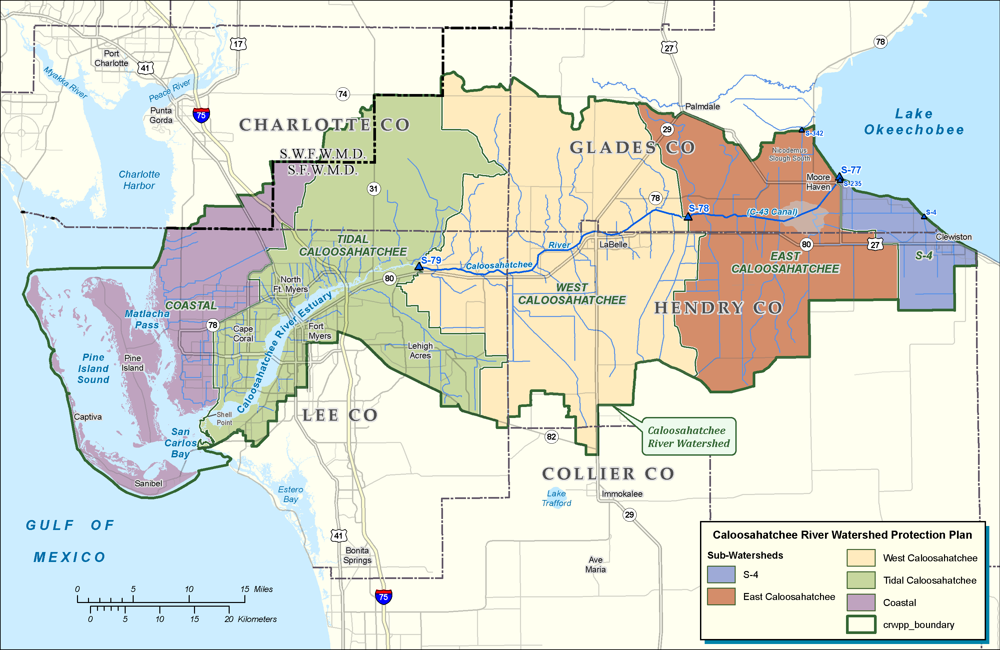 17
27
78
Port
Charlotte
41
Myakka River
Peace River
74
Punta
Gorda
75
Palmdale
Lake
Okeechobee
CHARLOTTE CO
29
S-342
GLADES CO
S.W.F.W.M.D.
S.F.W.M.D.
Nicodemus
Slough South
Charlotte
Harbor
31
S-77
Moore
Haven
S-235
78
S-78
(C-43 Canal)
S-4
TIDAL
CALOOSAHATCHEE
Clewiston
River
LaBelle
80
27
EAST
CALOOSAHATCHEE
S-4
S-79
Caloosahatchee
80
North
Ft. Myers
WEST
CALOOSAHATCHEE
COASTAL
HENDRY CO
Matlacha
Pass
78
Cape
Coral
Fort
Myers
Caloosahatchee River Estuary
Lehigh
Acres
Pine
Island
Sound
Pine
Island
Captiva
Shell
Point
LEE CO
San
Carlos
Bay
82
Caloosahatchee
River Watershed
COLLIER CO
Sanibel
Estero
Bay
Lake
Trafford
Immokalee
29
GULF OF
MEXICO
41
Bonita
Springs
Ave
Maria
75
0 5 10 15 Miles
0 5 10 15 20 Kilometers
Caloosahatchee River Watershed Protection Plan
Sub-Watersheds
S-4
East Caloosahatchee
West Caloosahatchee
Tidal Caloosahatchee
Coastal
crwpp_boundary